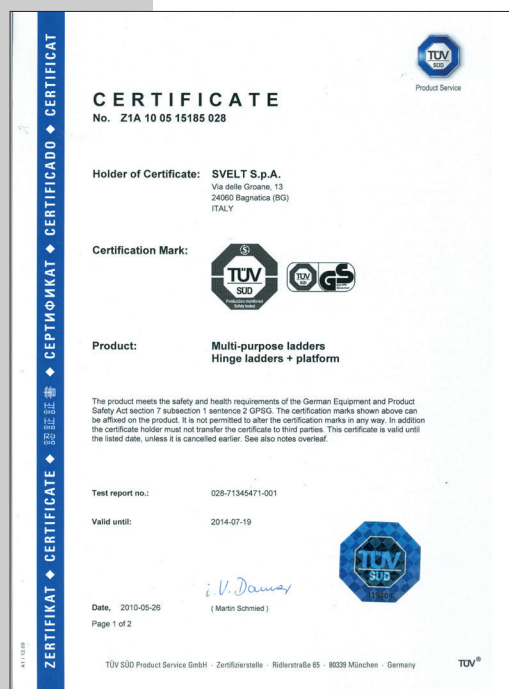 ZERTIFIKAT ◆ CERTIFICATE ◆ 認証証書 ◆ СЕРТИФИКАТ ◆ CERTIFICADO ◆ CERTIFICAT
TÜV
SÜD
Product Service
CERTIFICATE
No. Z1A 10 05 15185 028
Holder of Certificate: SVELT S.p.A.
Via delle Groane, 13
24060 Bagnatica (BG)
ITALY
Certification Mark:
S
TÜV
SÜD
Production monitored
Safety tested
TÜV
SÜD
GS
Product: Multi-purpose ladders
Hinge ladders + platform
The product meets the safety and health requirements of the German Equipment and Product
Safety Act section 7 subsection 1 sentence 2 GPSG. The certification marks shown above can
be affixed on the product. It is not permitted to alter the certification marks in any way. In addition
the certificate holder must not transfer the certificate to third parties. This certificate is valid until
the listed date, unless it is cancelled earlier. See also notes overleaf.
Test report no.: 028-71345471-001
Valid until: 2014-07-19
TÜV
SÜD
Date, 2010-05-26
( Martin Schmied )
Page 1 of 2
A1 / 12.08
TÜV SÜD Product Service GmbH · Zertifizierstelle · Ridlerstraße 65 · 80339 München · Germany
TÜV®